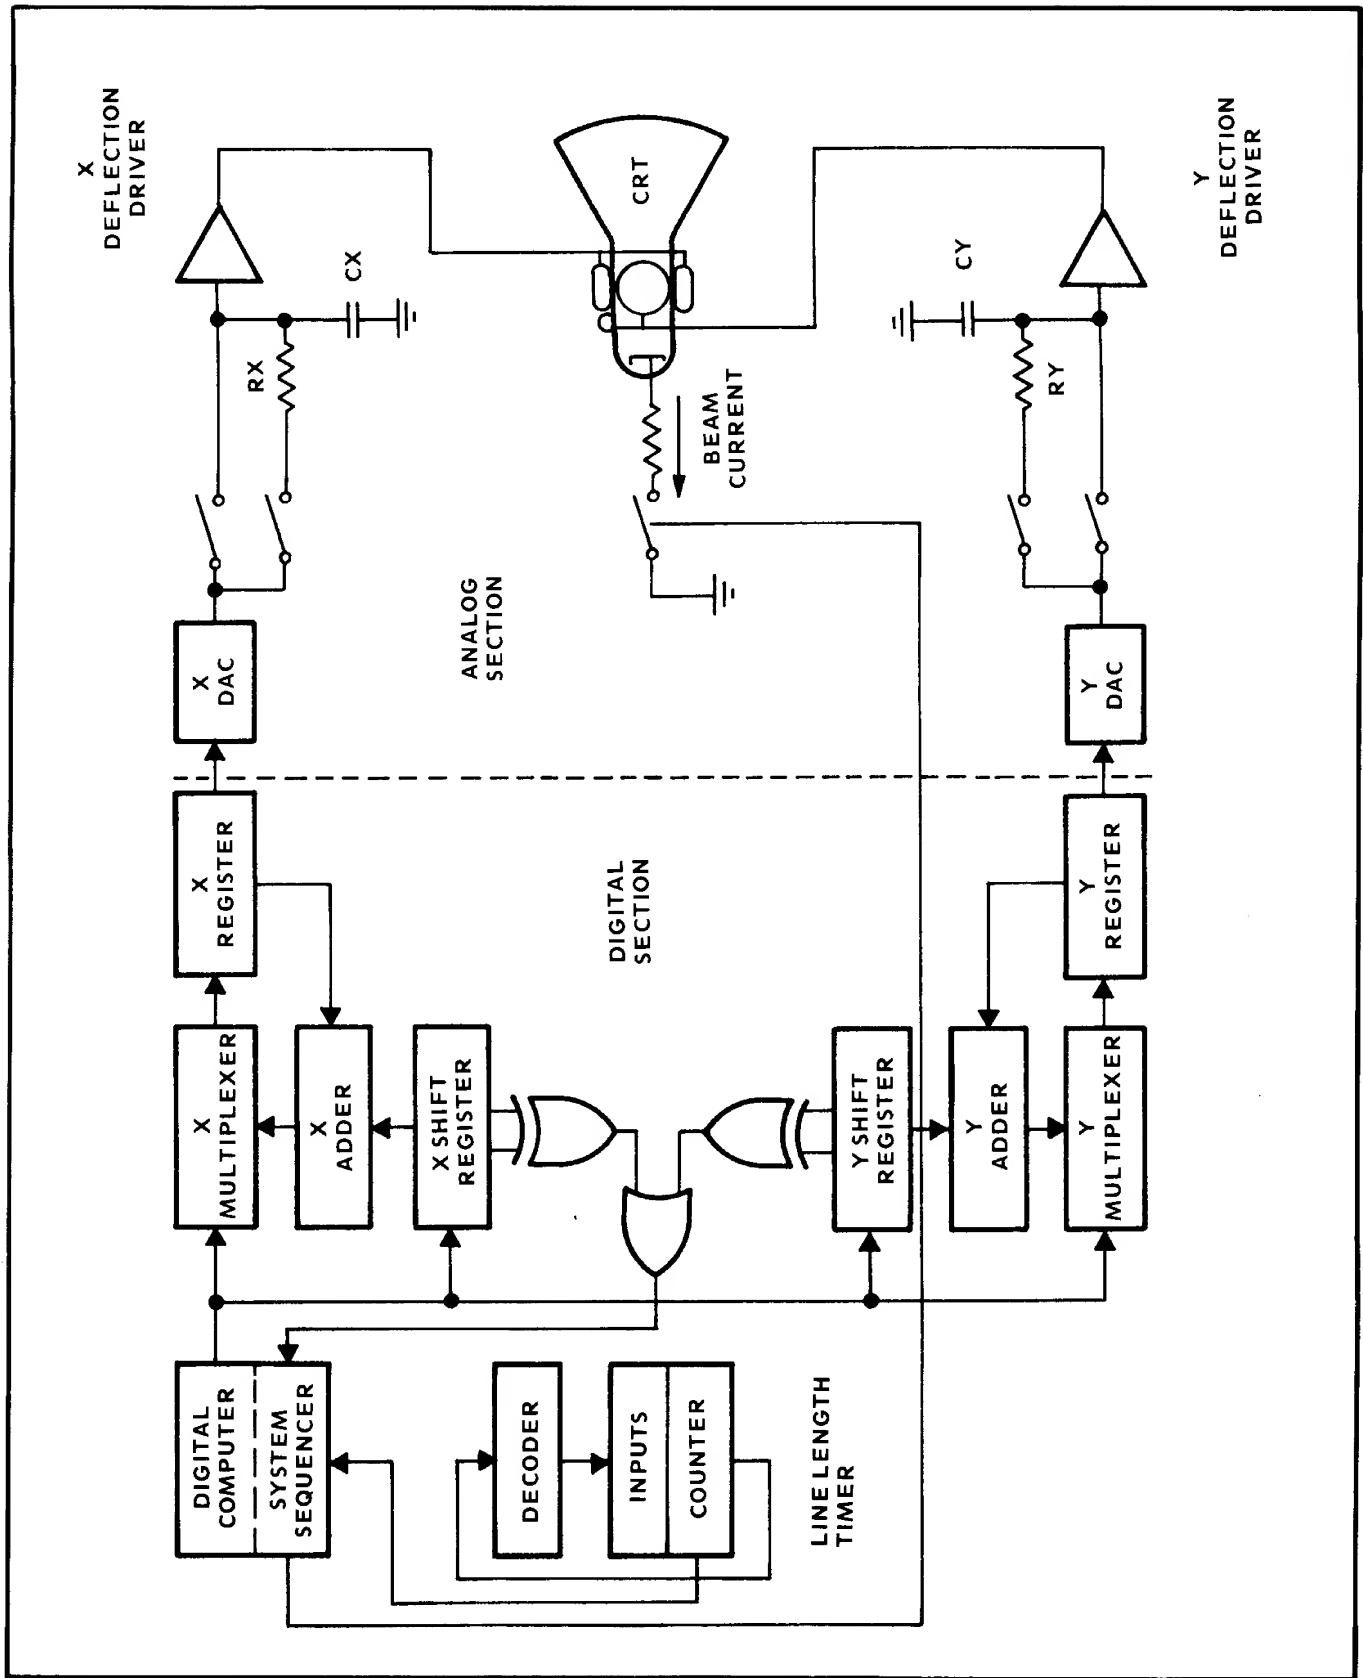 DIGITAL
COMPUTER
SYSTEM
SEQUENCER
X
MULTIPLEXER
X
REGISTER
X
DAC
X
DEFLECTION
DRIVER
X
ADDER
RX
CX
X SHIFT
REGISTER
DECODER
ANALOG
SECTION
INPUTS
COUNTER
DIGITAL
SECTION
CRT
BEAM
CURRENT
LINE LENGTH
TIMER
Y SHIFT
REGISTER
Y
ADDER
RY
CY
Y
MULTIPLEXER
Y
REGISTER
Y
DAC
Y
DEFLECTION
DRIVER